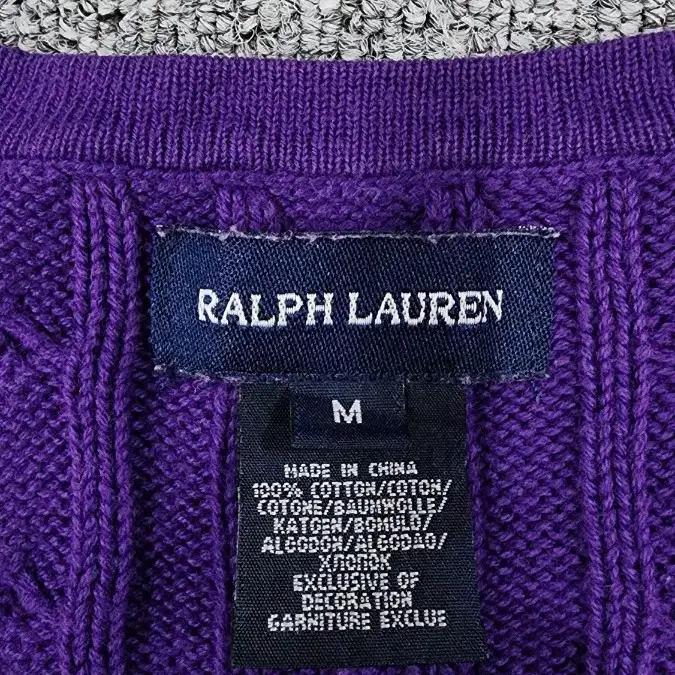 RALPH LAUREN
M
MADE IN CHINA
100% COTTON/COTON/
COTONE/BAUMWOLLE/
KATOEN/BOMULD/
ALGODON/ALGODAO/
ХЛОПОК
EXCLUSIVE OF
DECORATION
GARNITURE EXCLUE